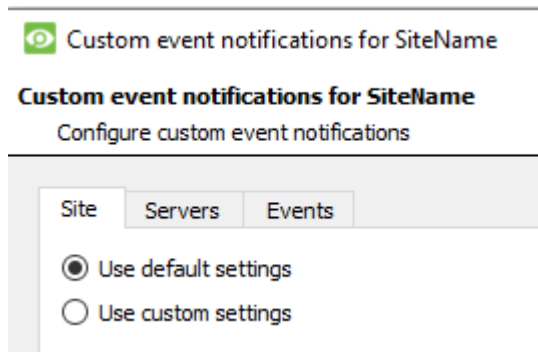 Custom event notifications for SiteName
Custom event notifications for SiteName
Configure custom event notifications
Site Servers Events
Use default settings
Use custom settings